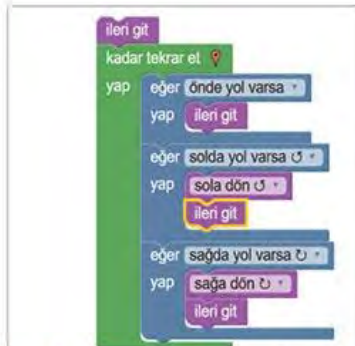 ileri git
kadar tekrar et
yap eğer önde yol varsa
yap ileri git
eğer solda yol varsa ↺
yap sola dön ↺
ileri git
eğer sağda yol varsa ↻
yap sağa dön ↻
ileri git